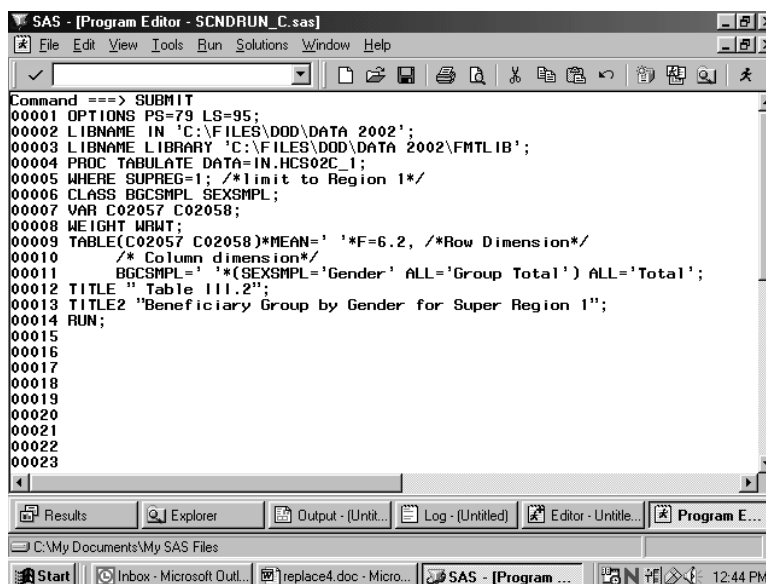 SAS - [Program Editor - SCNDRUN_C.sas]
File Edit View Tools Run Solutions Window Help
Command ===> SUBMIT
00001 OPTIONS PS=79 LS=95;
00002 LIBNAME IN 'C:\FILES\DOD\DATA 2002';
00003 LIBNAME LIBRARY 'C:\FILES\DOD\DATA 2002\FMTLIB';
00004 PROC TABULATE DATA=IN.HCS02C_1;
00005 WHERE SUPREG=1; /*limit to Region 1*/
00006 CLASS BGCSMPL SEXSMPL;
00007 VAR C02057 C02058;
00008 WEIGHT WRWT;
00009 TABLE(C02057 C02058)*MEAN=' '*F=6.2, /*Row Dimension*/
00010 /* Column dimension*/
00011 BGCSMPL=' '*(SEXSMPL='Gender' ALL='Group Total') ALL='Total';
00012 TITLE " Table III.2";
00013 TITLE2 "Beneficiary Group by Gender for Super Region 1";
00014 RUN;
00015
00016
00017
00018
00019
00020
00021
00022
00023
Results Explorer Output - (Untit... Log - (Untitled) Editor - Untitle... Program E...
C:\My Documents\My SAS Files
Start Inbox - Microsoft Outl... replace4.doc - Micro... SAS - [Program ... 12:44 PM